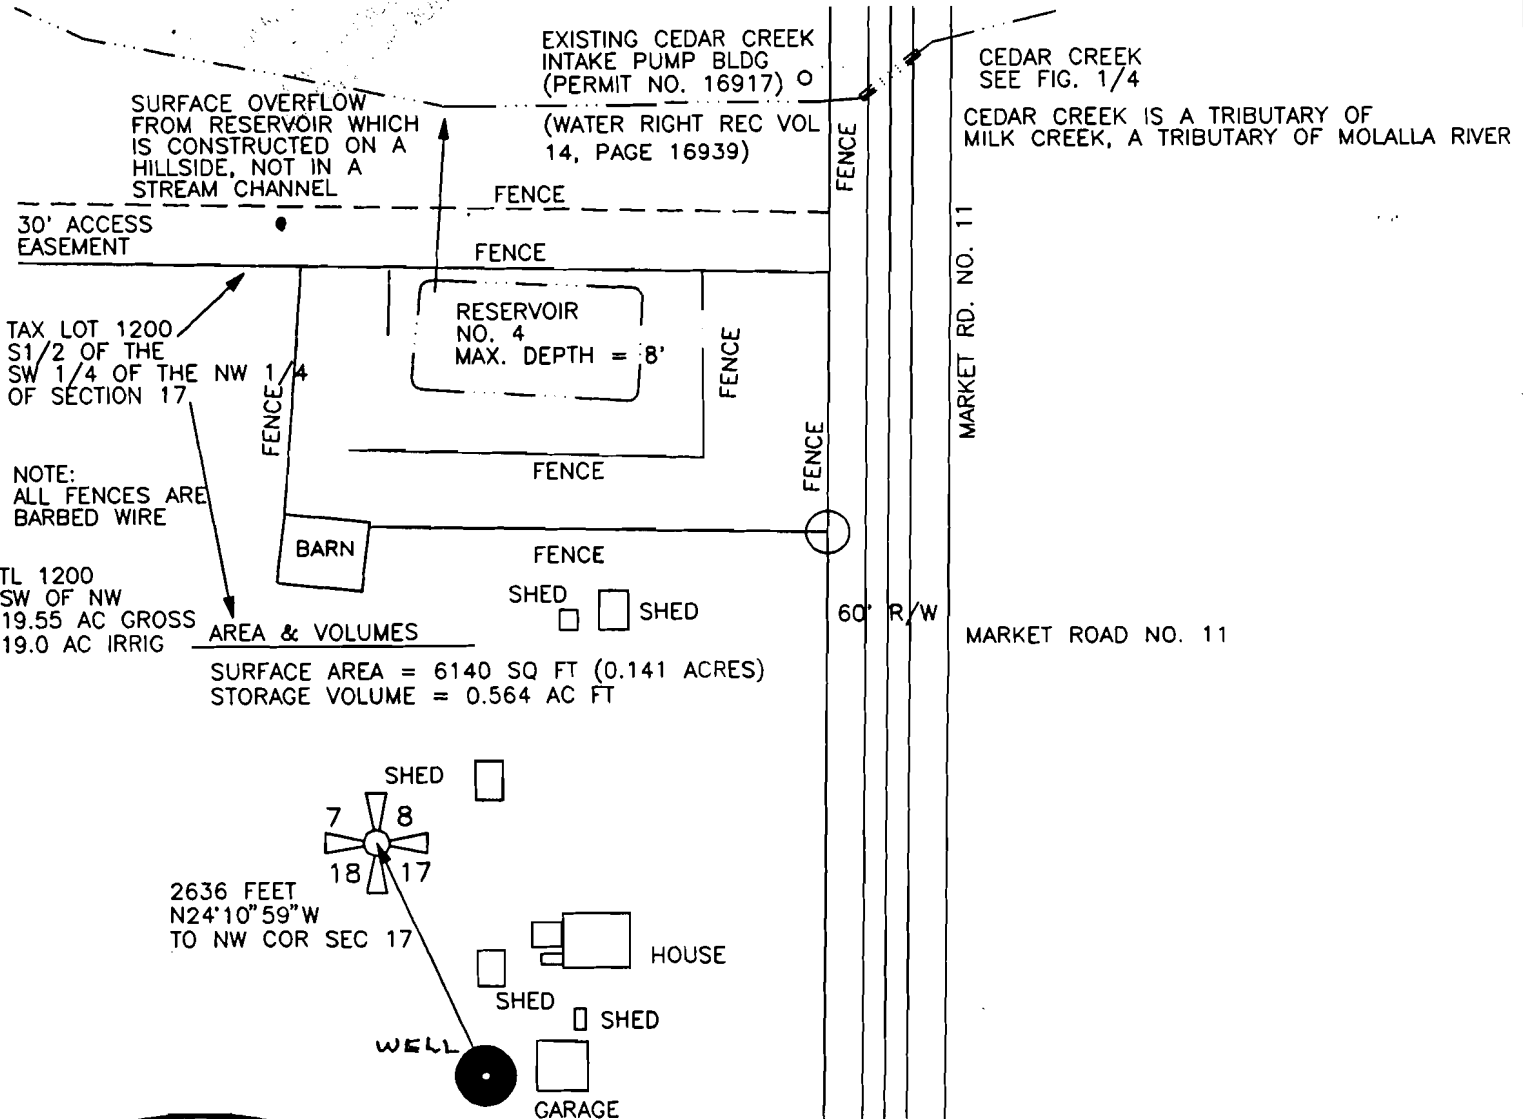 EXISTING CEDAR CREEK
INTAKE PUMP BLDG
(PERMIT NO. 16917)
(WATER RIGHT REC VOL
14, PAGE 16939)
CEDAR CREEK
SEE FIG. 1/4
CEDAR CREEK IS A TRIBUTARY OF
MILK CREEK, A TRIBUTARY OF MOLALLA RIVER
SURFACE OVERFLOW
FROM RESERVOIR WHICH
IS CONSTRUCTED ON A
HILLSIDE, NOT IN A
STREAM CHANNEL
FENCE
FENCE
30' ACCESS
EASEMENT
FENCE
MARKET RD. NO. 11
RESERVOIR
NO. 4
MAX. DEPTH = 8'
FENCE
TAX LOT 1200
S1/2 OF THE
SW 1/4 OF THE NW 1/4
OF SECTION 17
FENCE
FENCE
FENCE
NOTE:
ALL FENCES ARE
BARBED WIRE
BARN
FENCE
TL 1200
SW OF NW
19.55 AC GROSS
19.0 AC IRRIG
SHED
SHED
60' R/W
MARKET ROAD NO. 11
AREA & VOLUMES
SURFACE AREA = 6140 SQ FT (0.141 ACRES)
STORAGE VOLUME = 0.564 AC FT
SHED
7 8
18 17
2636 FEET
N24°10"59"W
TO NW COR SEC 17
HOUSE
SHED
SHED
WELL
GARAGE